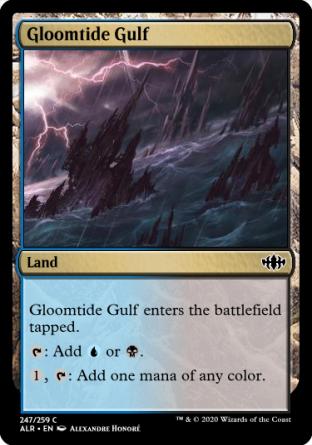 Gloomtide Gulf
Land
Gloomtide Gulf enters the battlefield
tapped.
: Add or .
1, : Add one mana of any color.
247/259 C
ALR • EN Alexandre Honoré
™ & © 2020 Wizards of the Coast